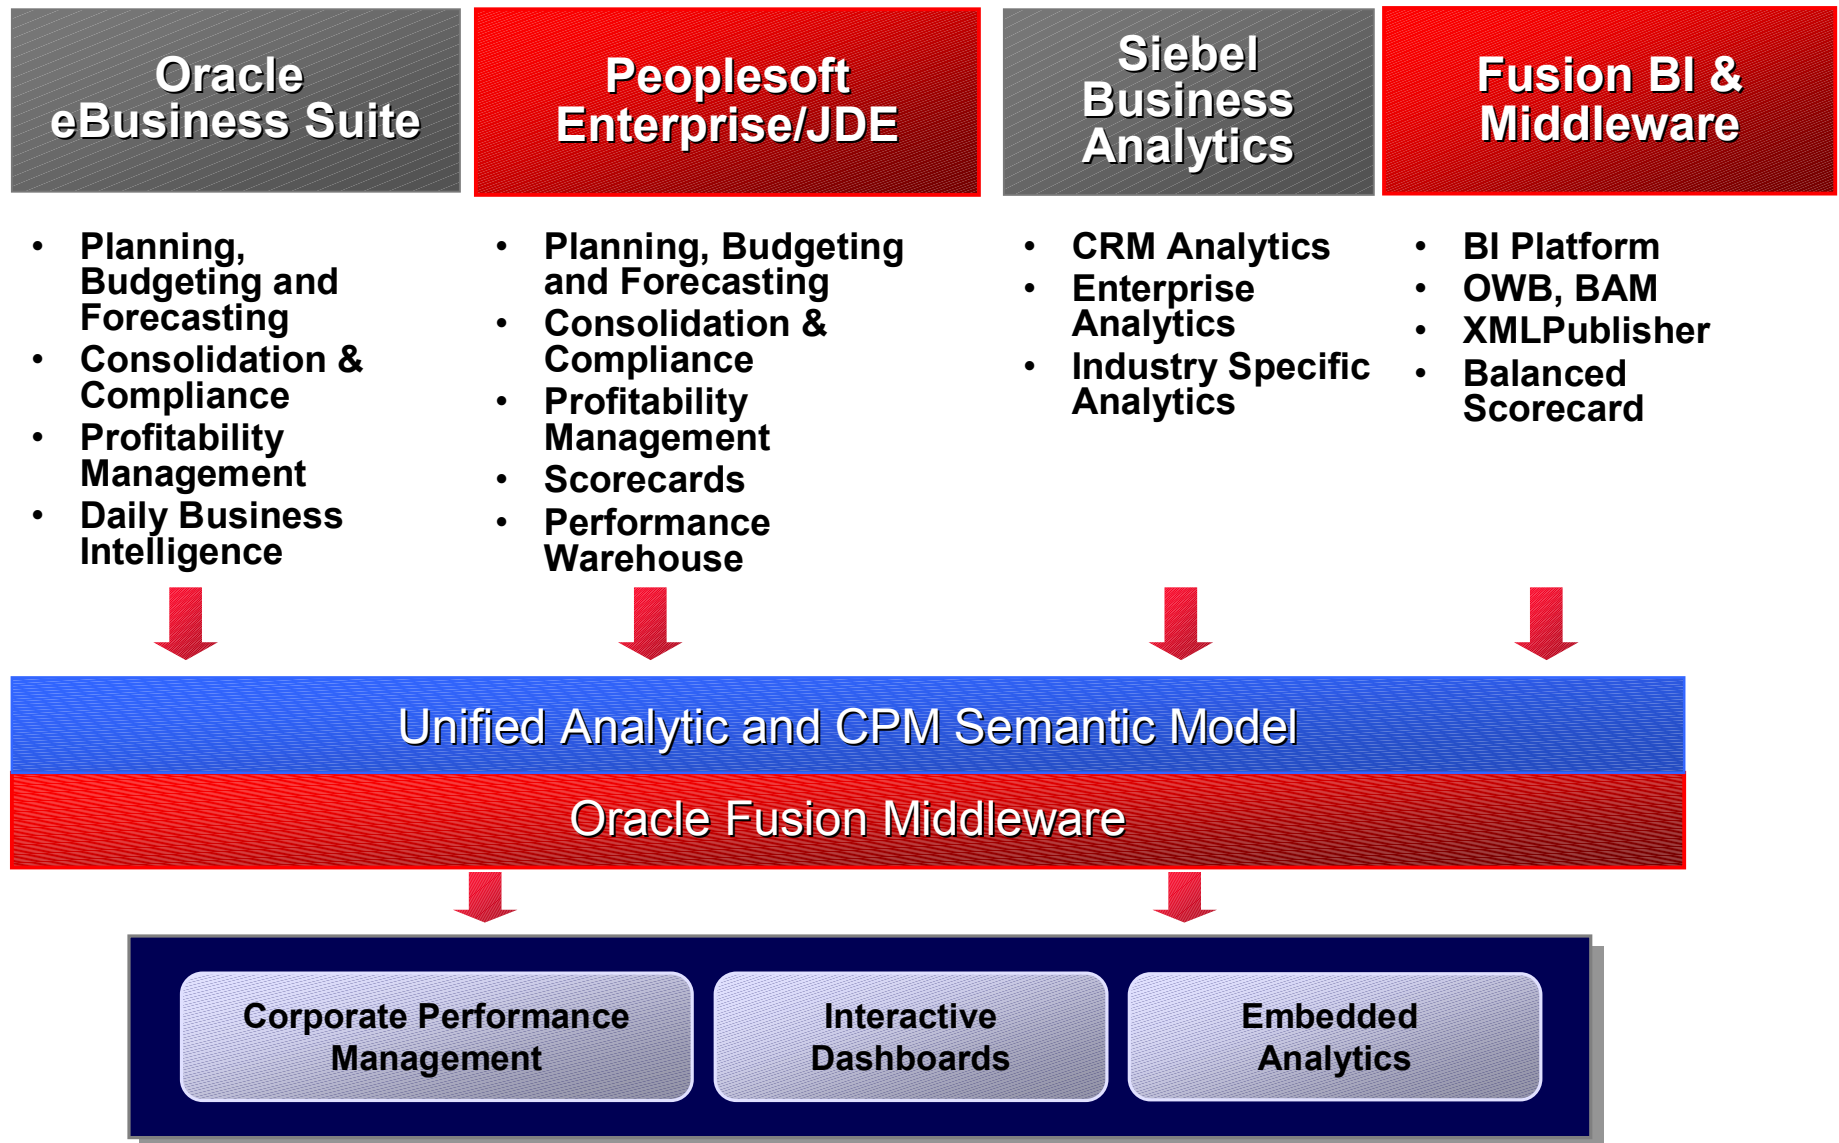 Oracle
eBusiness Suite
Peoplesoft
Enterprise/JDE
Siebel
Business
Analytics
Fusion BI &
Middleware
• Planning,
Budgeting and
Forecasting
• Consolidation &
Compliance
• Profitability
Management
• Daily Business
Intelligence
• Planning, Budgeting
and Forecasting
• Consolidation &
Compliance
• Profitability
Management
• Scorecards
• Performance
Warehouse
• CRM Analytics
• Enterprise
Analytics
• Industry Specific
Analytics
• BI Platform
• OWB, BAM
• XMLPublisher
• Balanced
Scorecard
Unified Analytic and CPM Semantic Model
Oracle Fusion Middleware
Corporate Performance
Management
Interactive
Dashboards
Embedded
Analytics